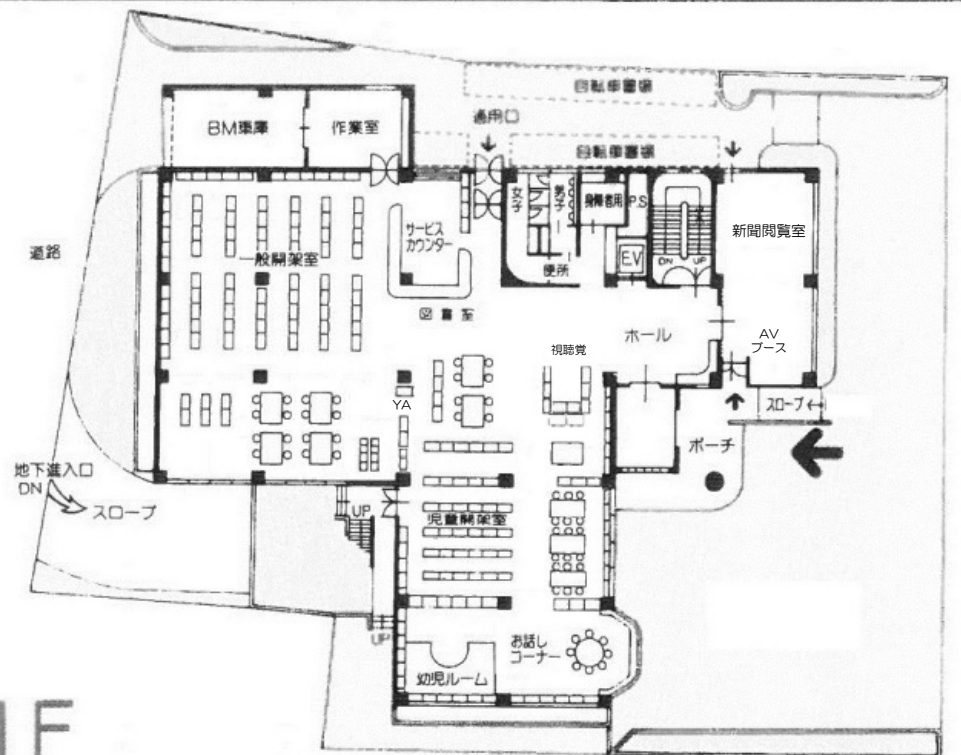 自転車置場
通用口
BM車庫
作業室
自転車置場
女子
男子
身障者用
P.S
新聞閲覧室
サービス
カウンター
道路
一般開架室
E.V
便所
DN
UP
図書室
ホール
AV
ブース
視聴覚
YA
スロープ
ポーチ
地下進入口
DN
スロープ
UP
児童開架室
UP
お話し
コーナー
幼児ルーム
1F